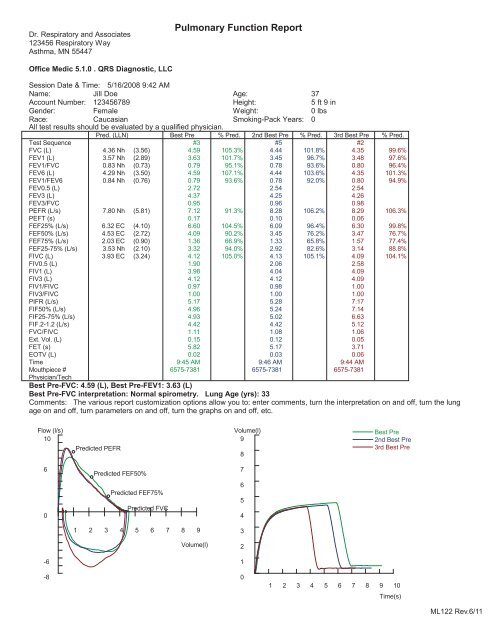 Pulmonary Function Report
Dr. Respiratory and Associates
123456 Respiratory Way
Asthma, MN 55447
Office Medic 5.1.0 . QRS Diagnostic, LLC
Session Date & Time: 5/16/2008 9:42 AM
Name: Jill Doe Age: 37
Account Number: 123456789 Height: 5 ft 9 in
Gender: Female Weight: 0 lbs
Race: Caucasian Smoking-Pack Years: 0
All test results should be evaluated by a qualified physician.
Pred. (LLN) Best Pre % Pred. 2nd Best Pre % Pred. 3rd Best Pre % Pred.
Test Sequence #3 #5 #2
FVC (L) 4.36 Nh (3.56) 4.59 105.3% 4.44 101.8% 4.35 99.6%
FEV1 (L) 3.57 Nh (2.89) 3.63 101.7% 3.45 96.7% 3.48 97.6%
FEV1/FVC 0.83 Nh (0.73) 0.79 95.1% 0.78 93.6% 0.80 96.4%
FEV6 (L) 4.29 Nh (3.50) 4.59 107.1% 4.44 103.6% 4.35 101.3%
FEV1/FEV6 0.84 Nh (0.76) 0.79 93.6% 0.78 92.0% 0.80 94.9%
FEV0.5 (L) 2.72 2.54 2.54
FEV3 (L) 4.37 4.25 4.26
FEV3/FVC 0.95 0.96 0.98
PEFR (L/s) 7.80 Nh (5.81) 7.12 91.3% 8.28 106.2% 8.29 106.3%
PEFT (s) 0.17 0.10 0.06
FEF25% (L/s) 6.32 EC (4.10) 6.60 104.5% 6.09 96.4% 6.30 99.8%
FEF50% (L/s) 4.53 EC (2.72) 4.09 90.2% 3.45 76.2% 3.47 76.7%
FEF75% (L/s) 2.03 EC (0.90) 1.36 66.9% 1.33 65.8% 1.57 77.4%
FEF25-75% (L/s) 3.53 Nh (2.10) 3.32 94.0% 2.92 82.6% 3.14 88.8%
FIVC (L) 3.93 EC (3.24) 4.12 105.0% 4.13 105.1% 4.09 104.1%
FIV0.5 (L) 1.90 2.06 2.58
FIV1 (L) 3.98 4.04 4.09
FIV3 (L) 4.12 4.12 4.09
FIV1/FIVC 0.97 0.98 1.00
FIV3/FIVC 1.00 1.00 1.00
PIFR (L/s) 5.17 5.28 7.17
FIF50% (L/s) 4.96 5.24 7.14
FIF25-75% (L/s) 4.93 5.02 6.63
FIF.2-1.2 (L/s) 4.42 4.42 5.12
FVC/FIVC 1.11 1.08 1.06
Ext. Vol. (L) 0.15 0.12 0.05
FET (s) 5.82 5.17 3.71
EOTV (L) 0.02 0.03 0.06
Time 9:45 AM 9:46 AM 9:44 AM
Mouthpiece # 6575-7381 6575-7381 6575-7381
Physician/Tech
Best Pre-FVC: 4.59 (L), Best Pre-FEV1: 3.63 (L)
Best Pre-FVC interpretation: Normal spirometry. Lung Age (yrs): 33
Comments: The various report customization options allow you to: enter comments, turn the interpretation on and off, turn the lung
age on and off, turn parameters on and off, turn the graphs on and off, etc.
Flow (l/s)
10
6
0
-6
-8
Predicted PEFR
Predicted FEF50%
Predicted FEF75%
Predicted FVC
1 2 3 4 5 6 7 8 9
Volume(l)
Volume(l)
9
8
7
6
5
4
3
2
1
0
1 2 3 4 5 6 7 8 9 10
Time(s)
Best Pre
2nd Best Pre
3rd Best Pre
ML122 Rev.6/11